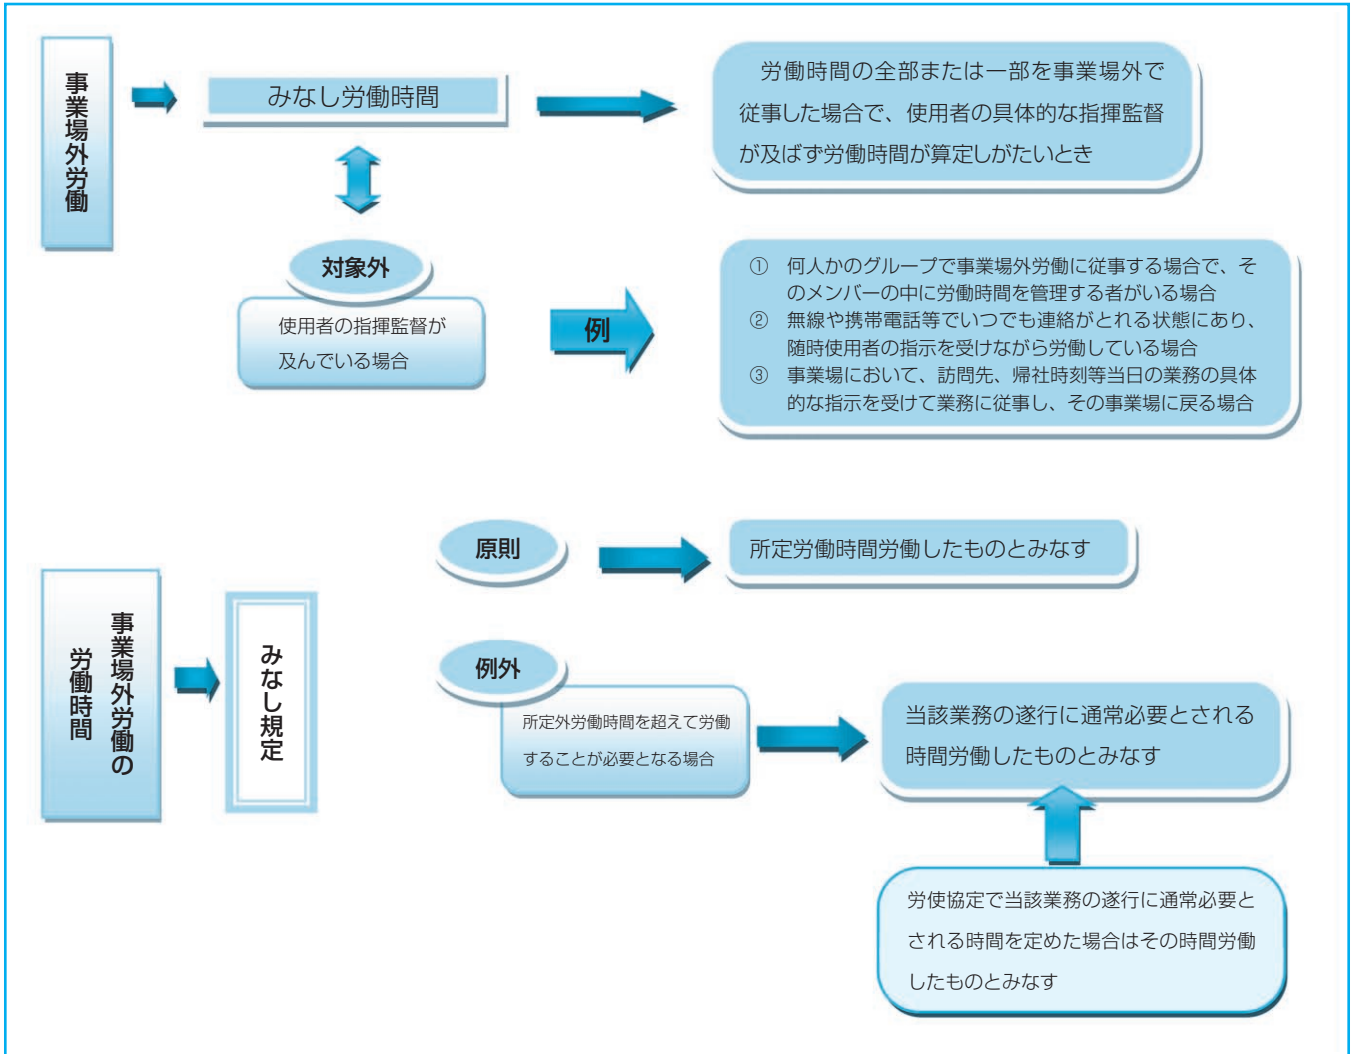 事業場外労働
みなし労働時間
労働時間の全部または一部を事業場外で
従事した場合で、使用者の具体的な指揮監督
が及ばず労働時間が算定しがたいとき
対象外
使用者の指揮監督が
及んでいる場合
例
① 何人かのグループで事業場外労働に従事する場合で、そ
のメンバーの中に労働時間を管理する者がいる場合
② 無線や携帯電話等でいつでも連絡がとれる状態にあり、
随時使用者の指示を受けながら労働している場合
③ 事業場において、訪問先、帰社時刻等当日の業務の具体
的な指示を受けて業務に従事し、その事業場に戻る場合
事業場外労働の
労働時間
みなし規定
原則
所定労働時間労働したものとみなす
例外
所定外労働時間を超えて労働
することが必要となる場合
当該業務の遂行に通常必要とされる
時間労働したものとみなす
労使協定で当該業務の遂行に通常必要と
される時間を定めた場合はその時間労働
したものとみなす